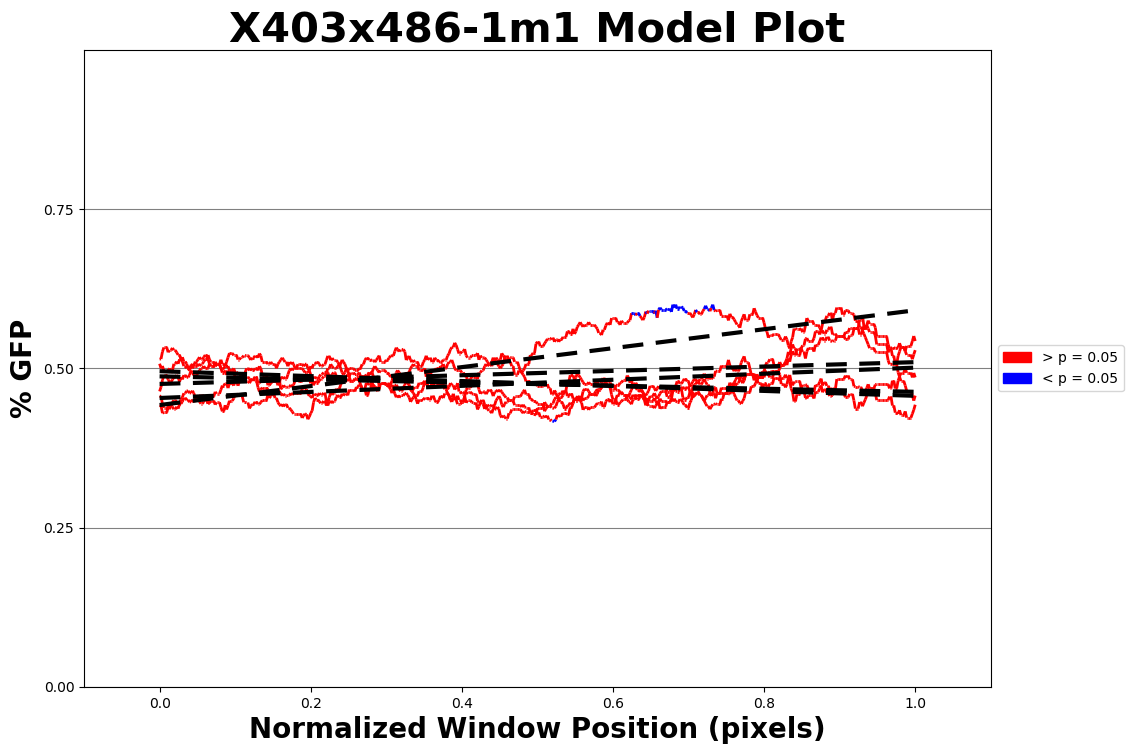 X403x486-1m1 Model Plot
% GFP
0.75
0.50
0.25
0.00
0.0 0.2 0.4 0.6 0.8 1.0
Normalized Window Position (pixels)
> p = 0.05
< p = 0.05